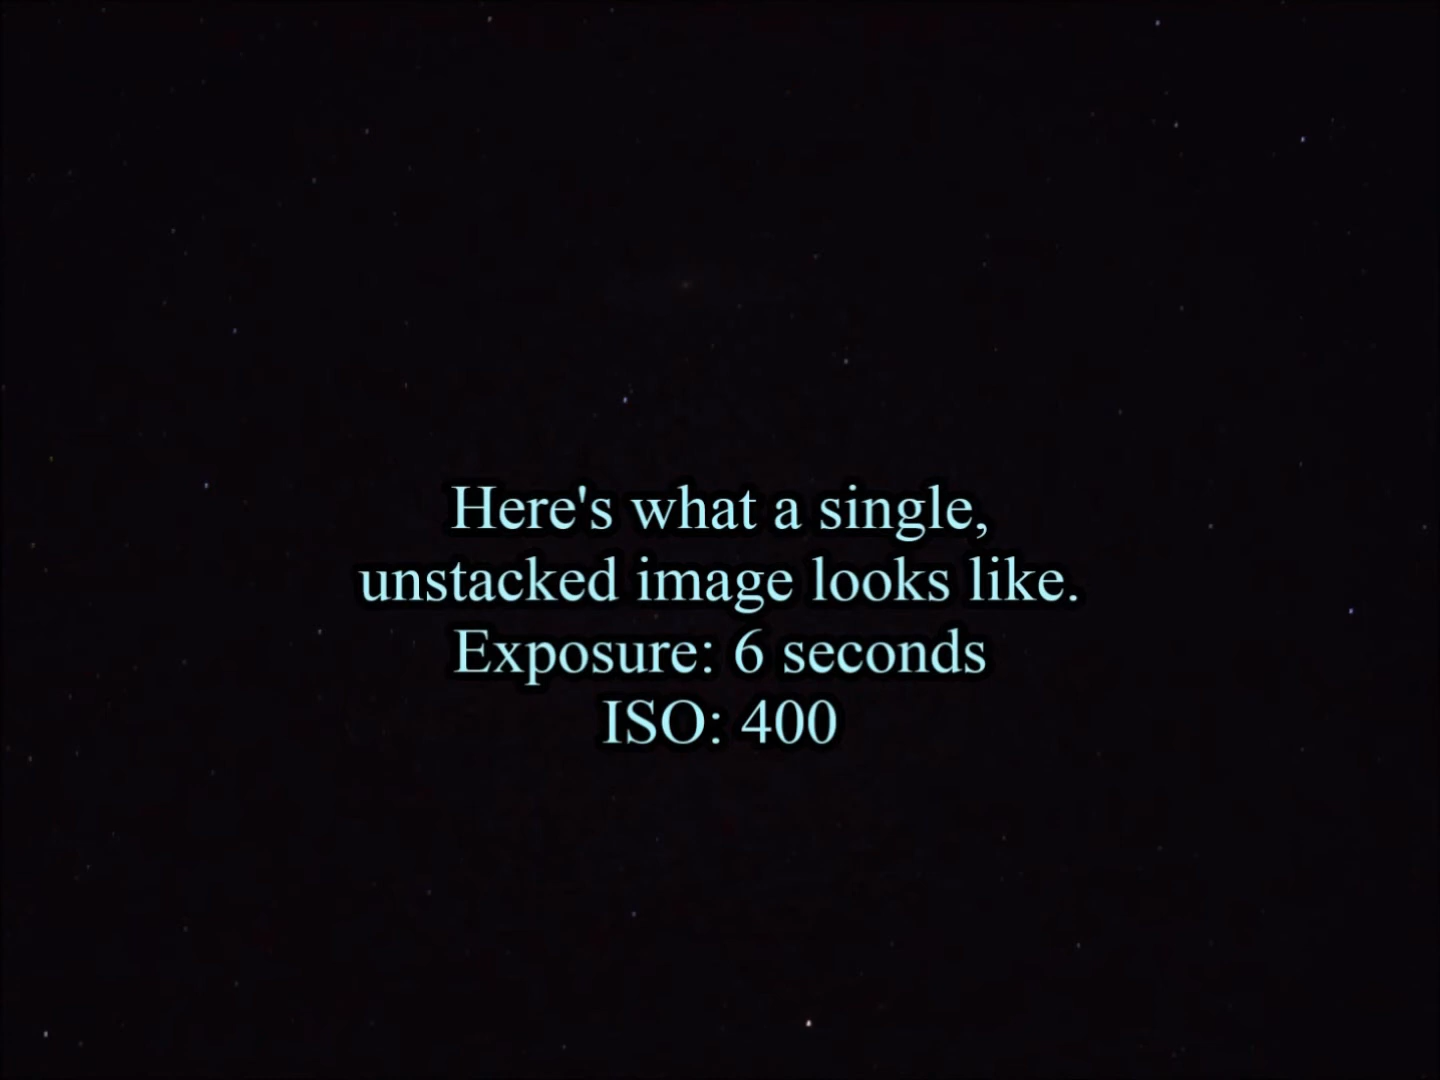 Here's what a single,
unstacked image looks like.
Exposure: 6 seconds
ISO: 400